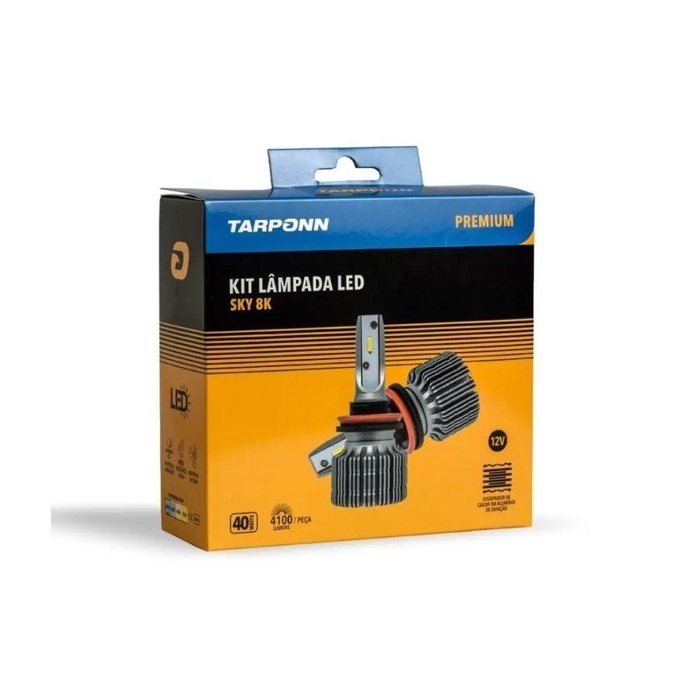 TARPONN
PREMIUM
KIT LÂMPADA LED
SKY 8K
LED
12V
40 WATTS
4100 / PEÇA
LUMENS
DISSIPADOR DE
CALOR EM ALUMÍNIO
DE AVIAÇÃO